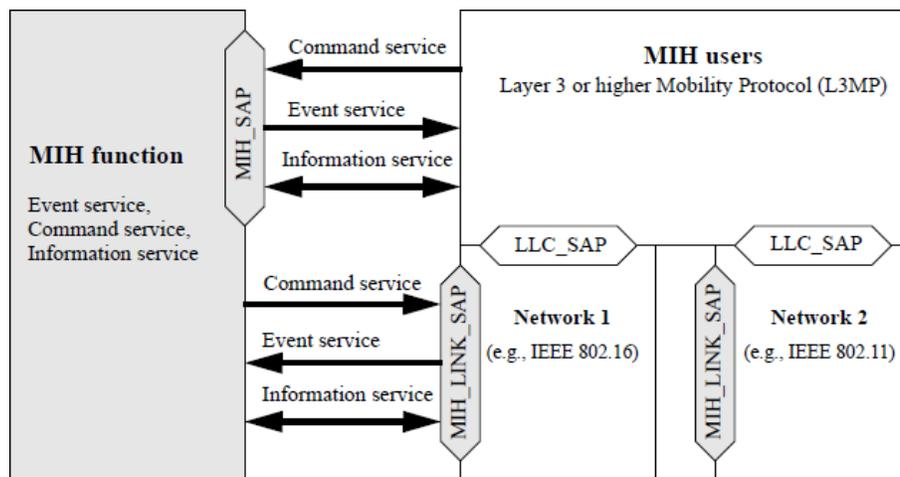 MIH function
Event service,
Command service,
Information service
MIH_SAP
Command service
Event service
Information service
MIH users
Layer 3 or higher Mobility Protocol (L3MP)
Command service
Event service
Information service
MIH_LINK_SAP
LLC_SAP
Network 1
(e.g., IEEE 802.16)
MIH_LINK_SAP
LLC_SAP
Network 2
(e.g., IEEE 802.11)